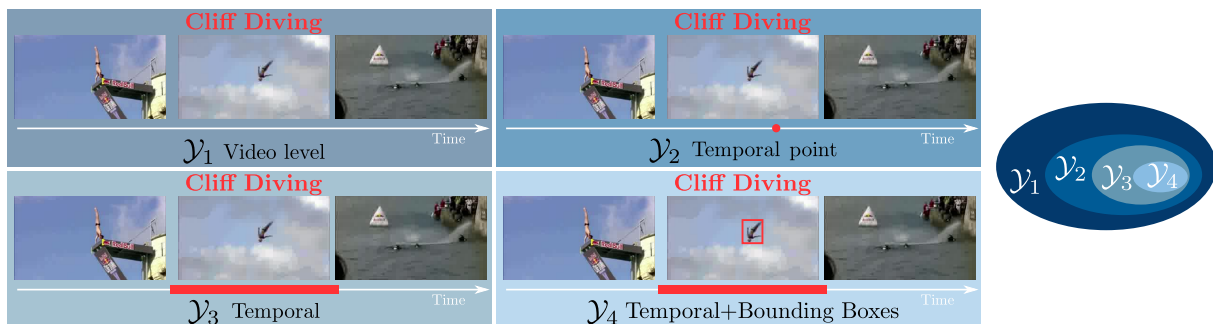 Cliff Diving
Time
𝒴1 Video level
Cliff Diving
Time
𝒴2 Temporal point
Cliff Diving
Time
𝒴3 Temporal
Cliff Diving
Time
𝒴4 Temporal+Bounding Boxes
𝒴1 𝒴2 𝒴3 𝒴4